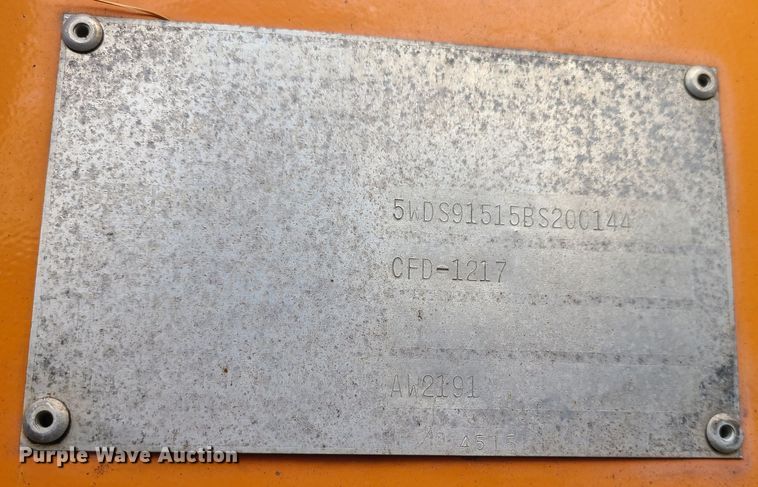 5WDS91515BS200144
CFD-1217
AW2191
4515
Purple Wave Auction